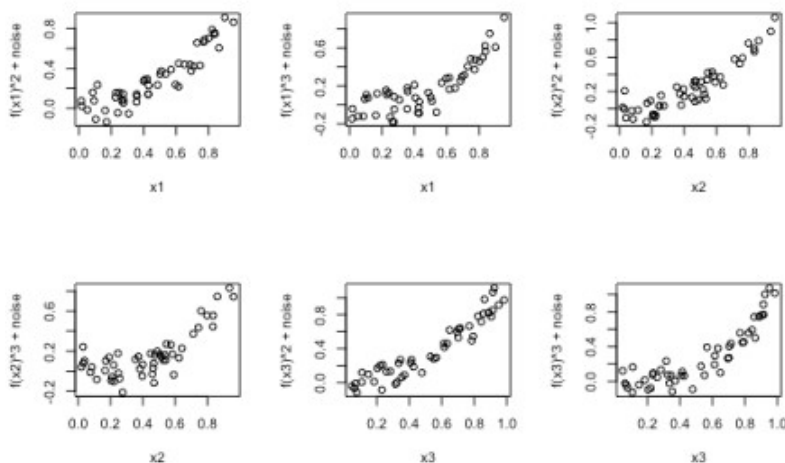 f(x1)^2 + noise
0.0 0.4 0.8
0.0 0.2 0.4 0.6 0.8
x1
f(x1)^3 + noise
-0.2 0.2 0.6
0.0 0.2 0.4 0.6 0.8 1.0
x1
f(x2)^2 + noise
-0.2 0.2 0.6 1.0
0.0 0.2 0.4 0.6 0.8
x2
f(x2)^3 + noise
-0.2 0.2 0.6
0.0 0.2 0.4 0.6 0.8
x2
f(x3)^2 + noise
0.0 0.4 0.8
0.2 0.4 0.6 0.8 1.0
x3
f(x3)^3 + noise
0.0 0.4 0.8
0.2 0.4 0.6 0.8 1.0
x3